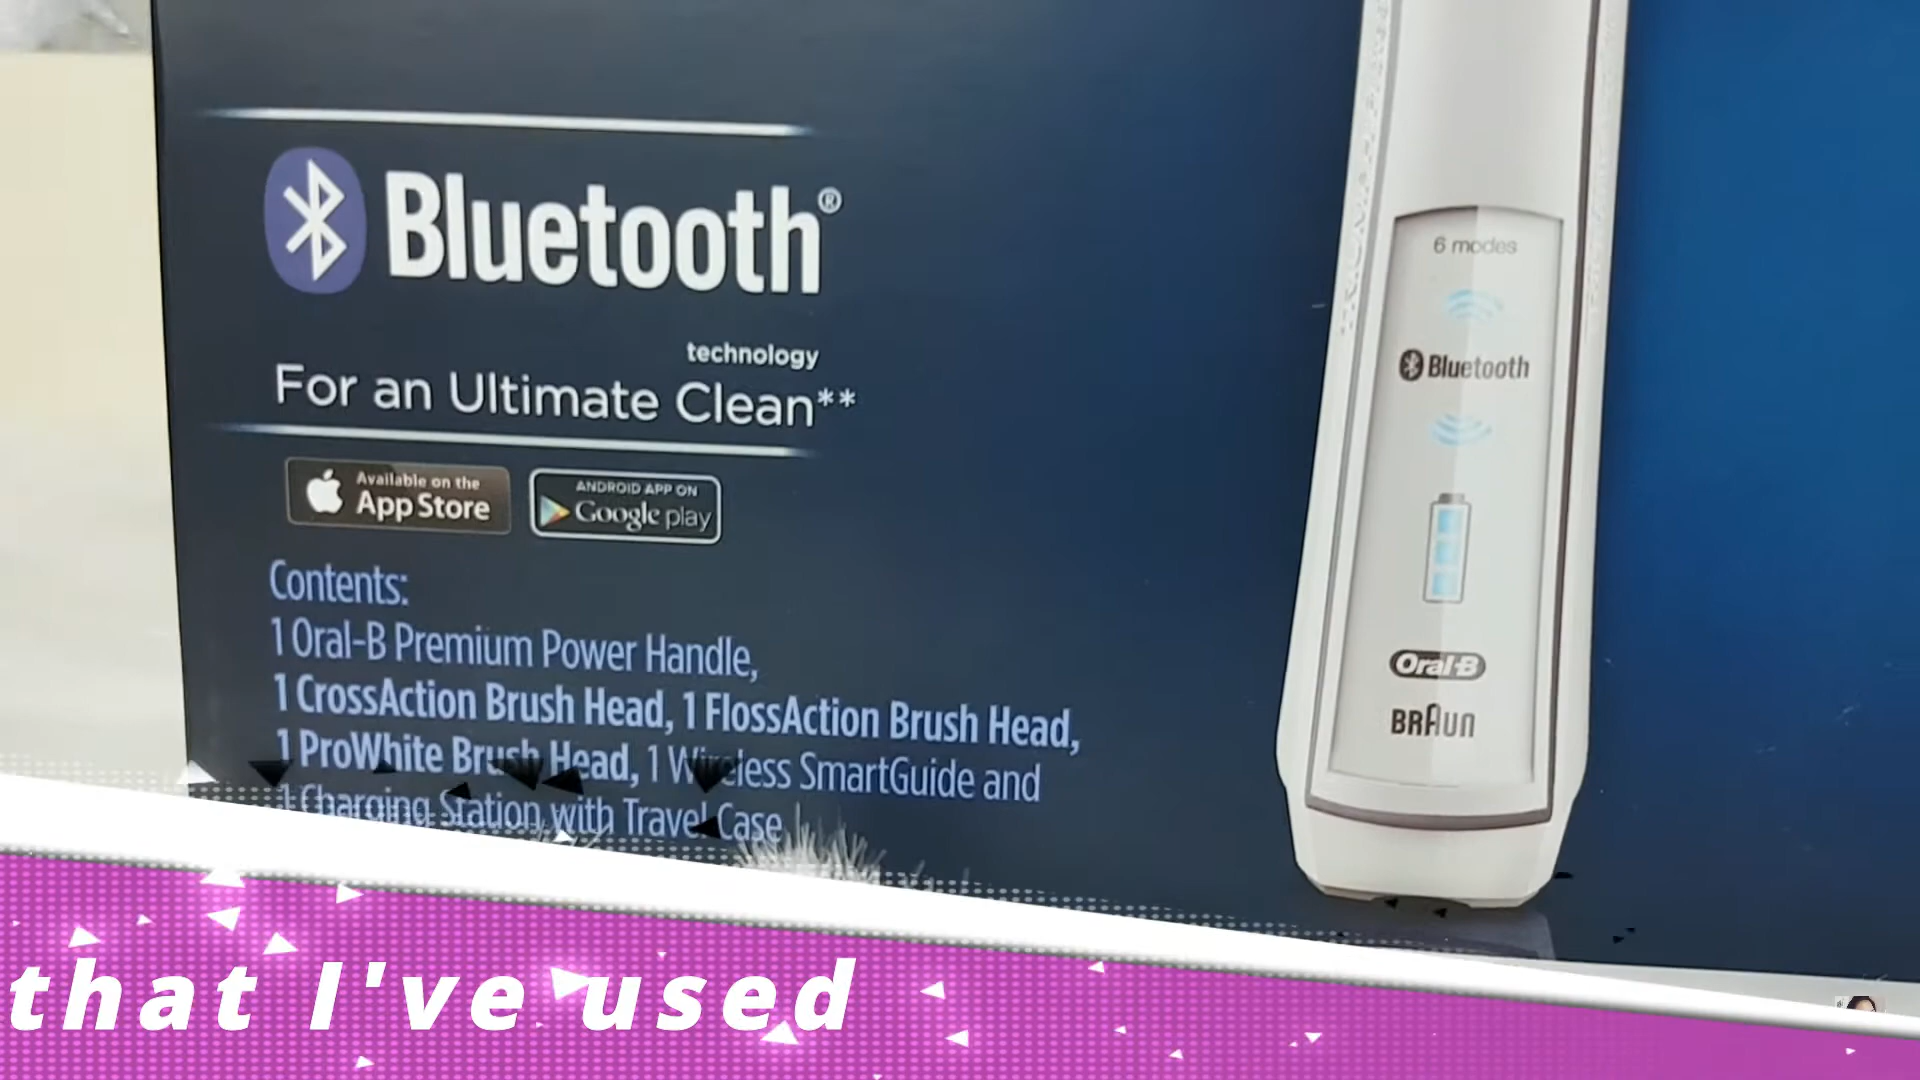 Bluetooth®
technology
For an Ultimate Clean**
Available on the
App Store
ANDROID APP ON
Google play
Contents:
1 Oral-B Premium Power Handle,
1 CrossAction Brush Head, 1 FlossAction Brush Head,
1 ProWhite Brush Head, 1 Wireless SmartGuide and
1 Charging Station with Travel Case
6 modes
Bluetooth
Oral-B
BRAUN
that I've used